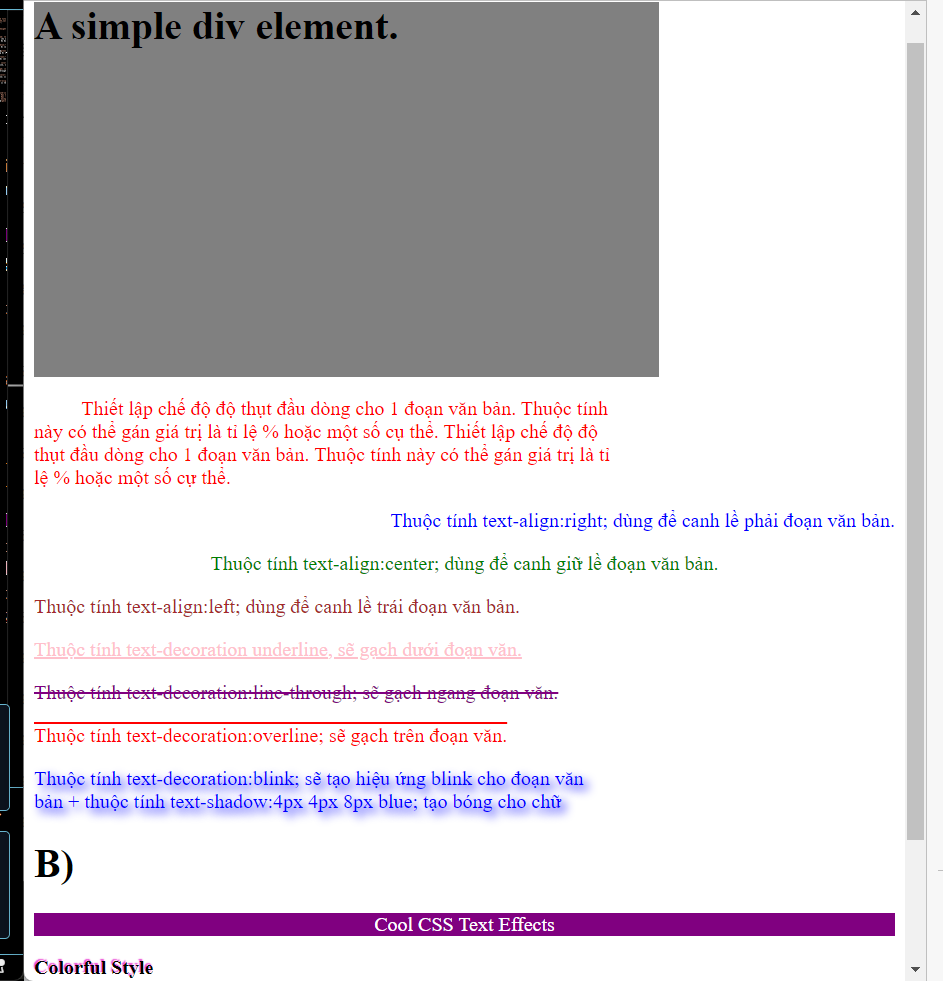 A simple div element.
Thiết lập chế độ độ thụt đầu dòng cho 1 đoạn văn bản. Thuộc tính
này có thể gán giá trị là tỉ lệ % hoặc một số cụ thể. Thiết lập chế độ độ
thụt đầu dòng cho 1 đoạn văn bản. Thuộc tính này có thể gán giá trị là tỉ
lệ % hoặc một số cự thể.
Thuộc tính text-align:right; dùng để canh lề phải đoạn văn bản.
Thuộc tính text-align:center; dùng để canh giữ lề đoạn văn bản.
Thuộc tính text-align:left; dùng để canh lề trái đoạn văn bản.
Thuộc tính text-decoration underline, sẽ gạch dưới đoạn văn.
Thuộc tính text-decoration:line-through; sẽ gạch ngang đoạn văn.
Thuộc tính text-decoration:overline; sẽ gạch trên đoạn văn.
Thuộc tính text-decoration:blink; sẽ tạo hiệu ứng blink cho đoạn văn
bản + thuộc tính text-shadow:4px 4px 8px blue; tạo bóng cho chữ
B)
Cool CSS Text Effects
Colorful Style